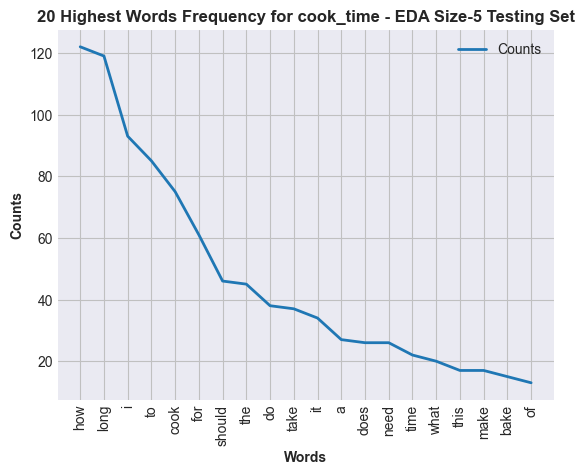 20 Highest Words Frequency for cook_time - EDA Size-5 Testing Set
Counts
120
100
80
60
40
20
Counts
how
long
i
to
cook
for
should
the
do
take
it
a
does
need
time
what
this
make
bake
of
Words